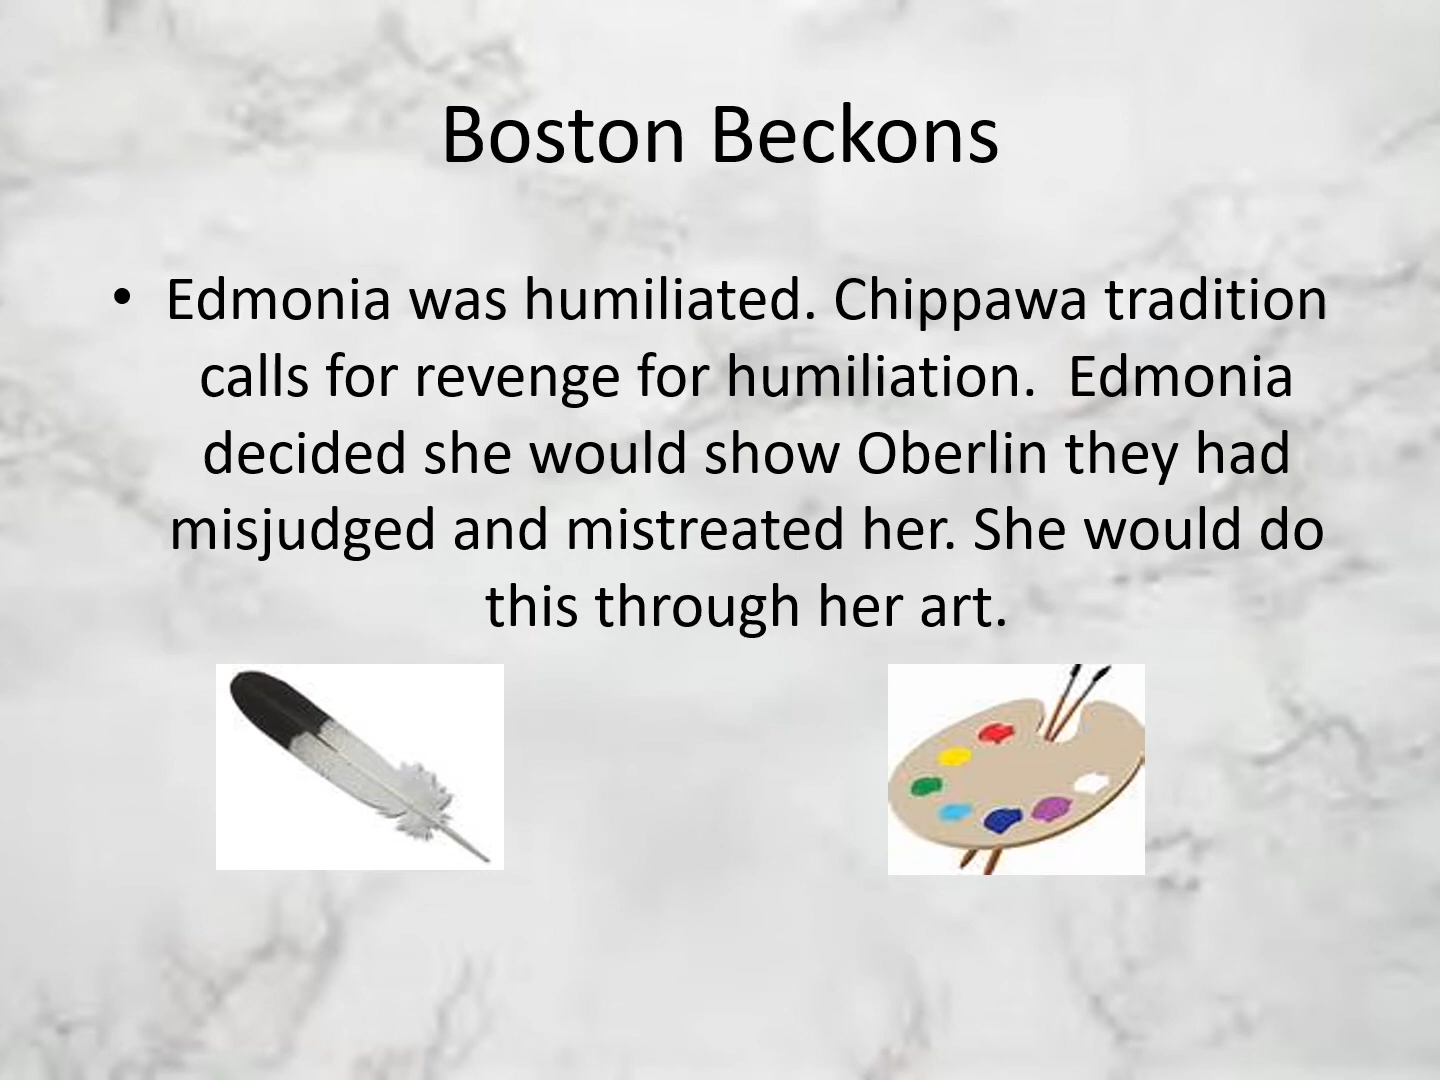 Boston Beckons
• Edmonia was humiliated. Chippawa tradition
calls for revenge for humiliation.  Edmonia
decided she would show Oberlin they had
misjudged and mistreated her. She would do
this through her art.